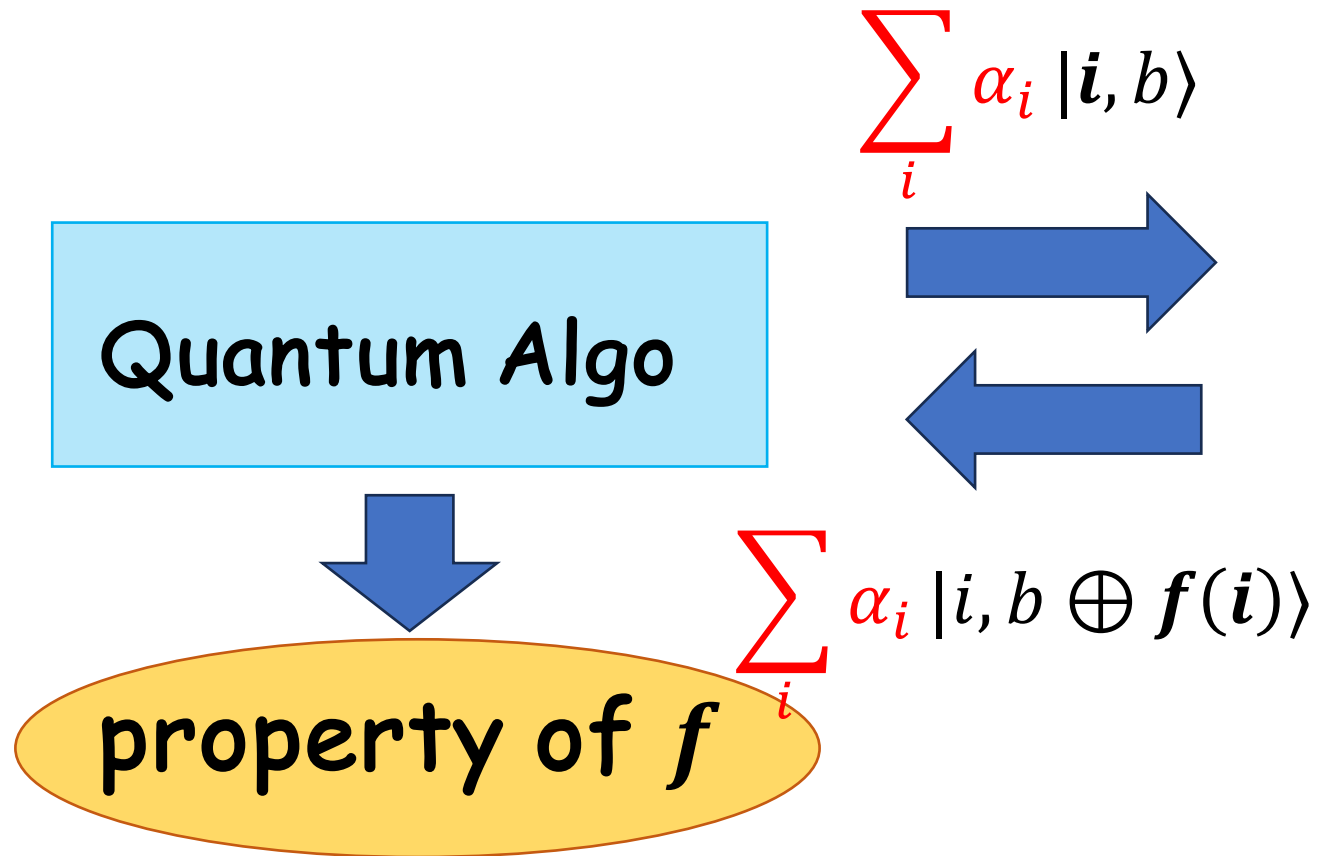 ∑ᵢ αᵢ |i, b⟩
Quantum Algo
∑ᵢ αᵢ |i, b ⊕ f(i)⟩
property of f